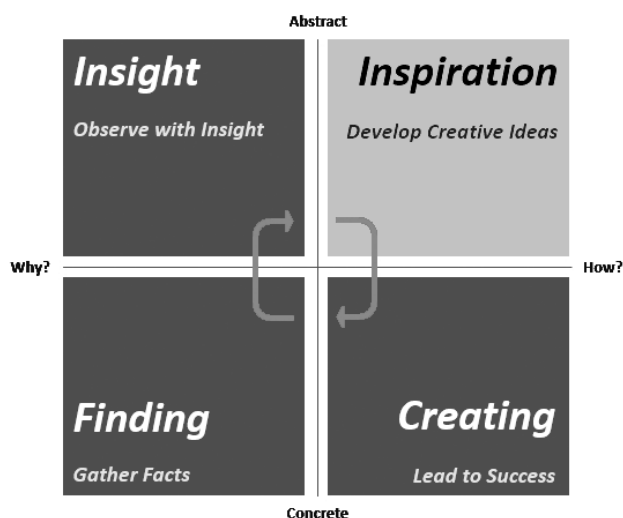 Abstract
Insight
Observe with Insight
Inspiration
Develop Creative Ideas
Why?
How?
Finding
Gather Facts
Creating
Lead to Success
Concrete